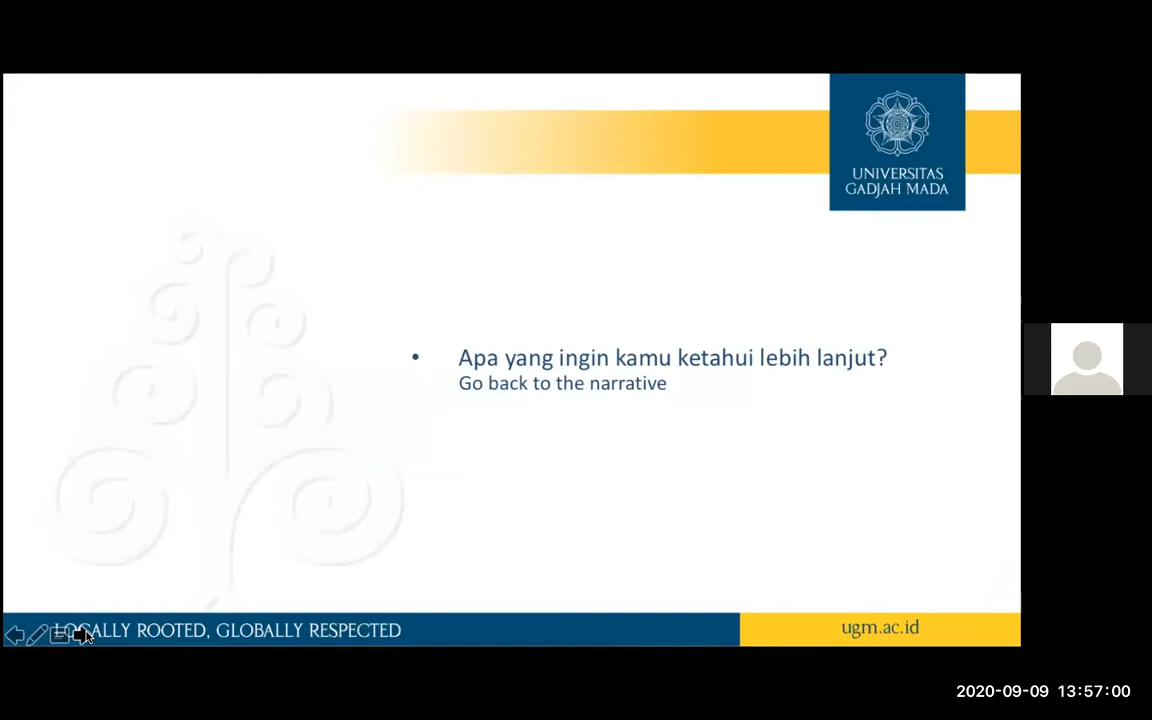 UNIVERSITAS
GADJAH MADA
• Apa yang ingin kamu ketahui lebih lanjut?
Go back to the narrative
LOCALLY ROOTED, GLOBALLY RESPECTED
ugm.ac.id
2020-09-09 13:57:00